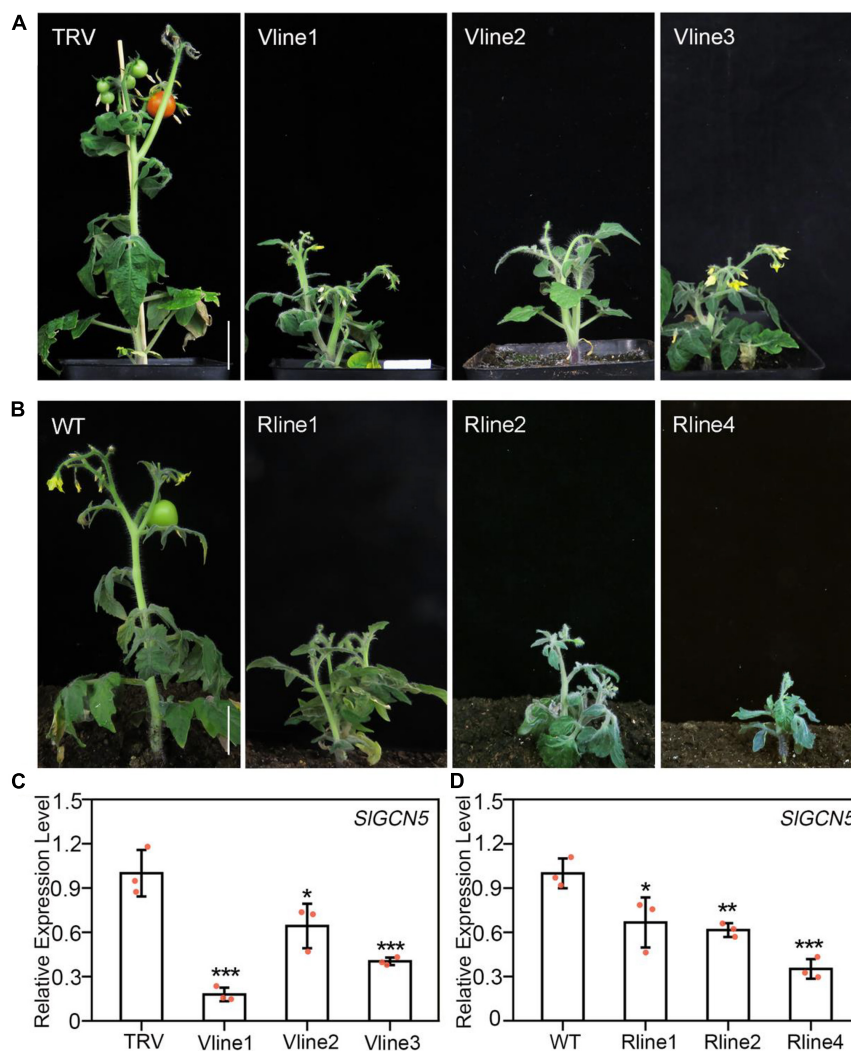 A
TRV
Vline1
Vline2
Vline3
B
WT
Rline1
Rline2
Rline4
C
Relative Expression Level
1.5
1.2
0.9
0.6
0.3
0
SlGCN5
***
*
***
TRV
Vline1
Vline2
Vline3
D
Relative Expression Level
1.5
1.2
0.9
0.6
0.3
0
SlGCN5
*
**
***
WT
Rline1
Rline2
Rline4